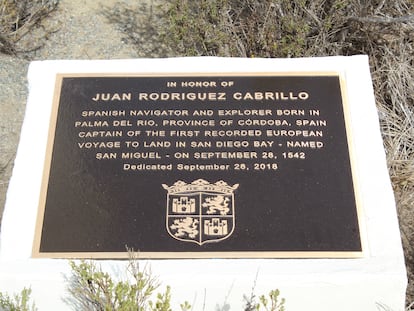 IN HONOR OF
JUAN RODRIGUEZ CABRILLO
SPANISH NAVIGATOR AND EXPLORER BORN IN
PALMA DEL RIO, PROVINCE OF CÓRDOBA, SPAIN
CAPTAIN OF THE FIRST RECORDED EUROPEAN
VOYAGE TO LAND IN SAN DIEGO BAY - NAMED
SAN MIGUEL - ON SEPTEMBER 28, 1542
Dedicated September 28, 2018